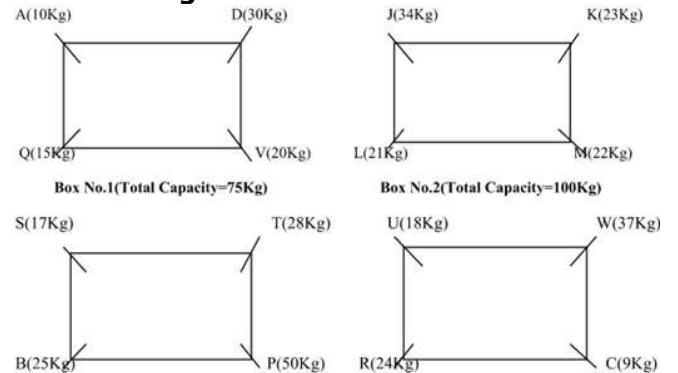 A(10Kg) D(30Kg) J(34Kg) K(23Kg)
Q(15Kg) V(20Kg) L(21Kg) M(22Kg)
Box No.1(Total Capacity=75Kg) Box No.2(Total Capacity=100Kg)
S(17Kg) T(28Kg) U(18Kg) W(37Kg)
B(25Kg) P(50Kg) R(24Kg) C(9Kg)